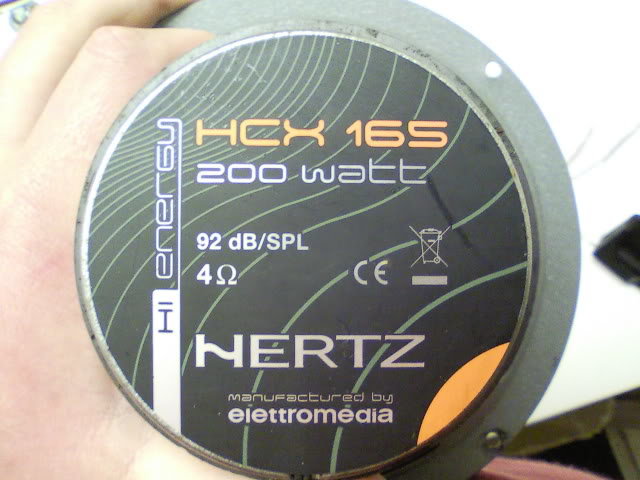 HCX 165
200 watt
HI energy
92 dB/SPL
4Ω
CE
HERTZ
manufactured by
elettromedia